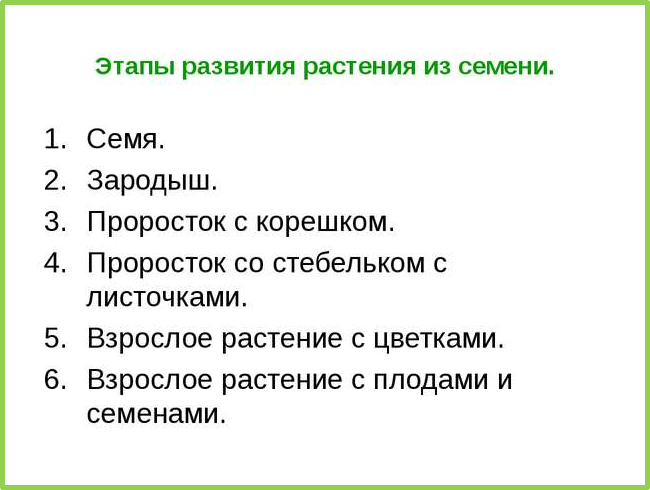 Этапы развития растения из семени.
1. Семя.
2. Зародыш.
3. Проросток с корешком.
4. Проросток со стебельком с
листочками.
5. Взрослое растение с цветками.
6. Взрослое растение с плодами и
семенами.